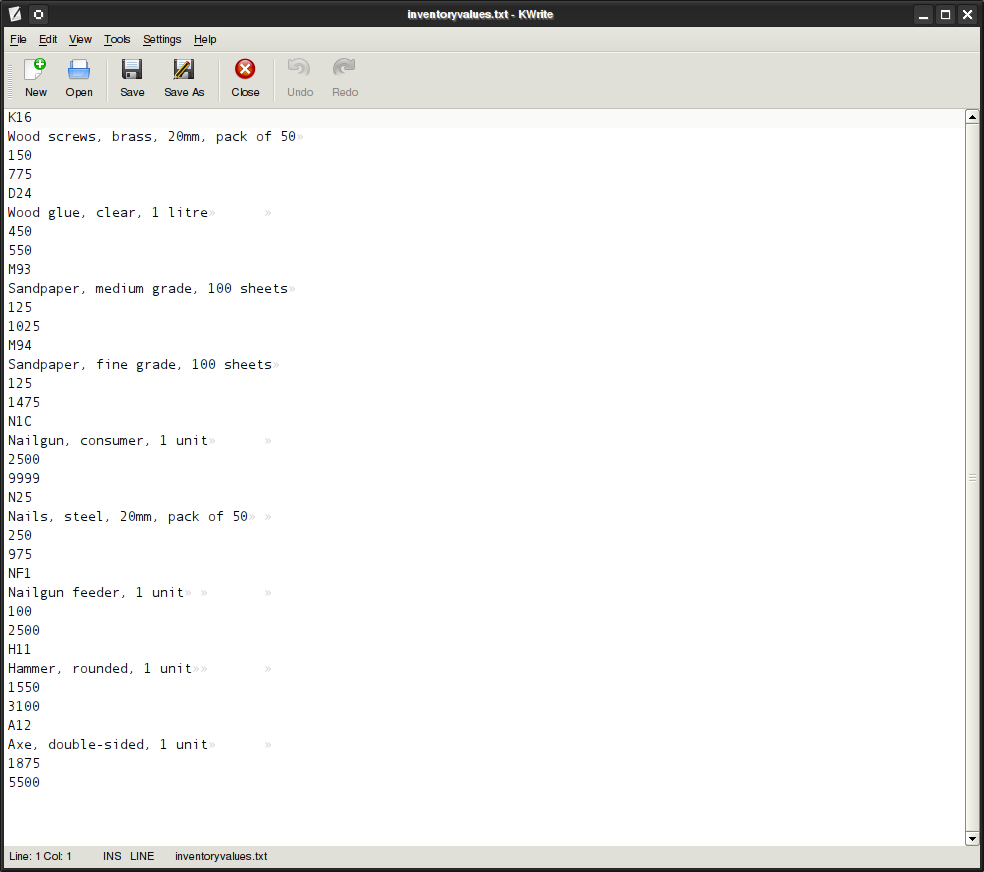 inventoryvalues.txt - KWrite
File Edit View Tools Settings Help
New Open Save Save As Close Undo Redo
K16
Wood screws, brass, 20mm, pack of 50»
150
775
D24
Wood glue, clear, 1 litre» »
450
550
M93
Sandpaper, medium grade, 100 sheets»
125
1025
M94
Sandpaper, fine grade, 100 sheets»
125
1475
N1C
Nailgun, consumer, 1 unit» »
2500
9999
N25
Nails, steel, 20mm, pack of 50» »
250
975
NF1
Nailgun feeder, 1 unit» » »
100
2500
H11
Hammer, rounded, 1 unit»» »
1550
3100
A12
Axe, double-sided, 1 unit» »
1875
5500
Line: 1 Col: 1 INS LINE inventoryvalues.txt